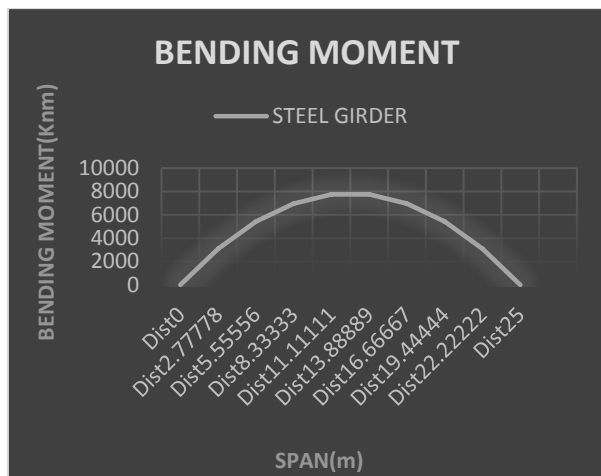 BENDING MOMENT
STEEL GIRDER
BENDING MOMENT(Knm)
10000
8000
6000
4000
2000
0
Dist0
Dist2.77778
Dist5.55556
Dist8.33333
Dist11.11111
Dist13.88889
Dist16.66667
Dist19.44444
Dist22.22222
Dist25
SPAN(m)